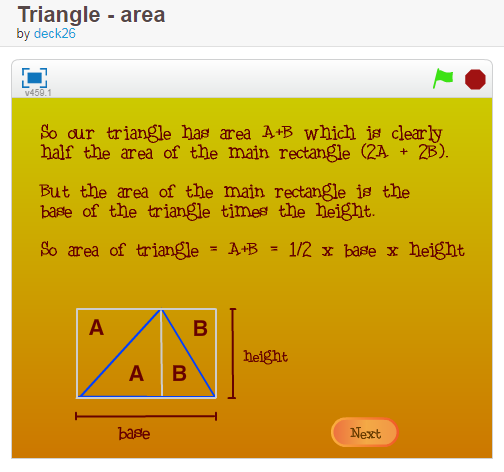 Triangle - area
by deck26
v459.1
So our triangle has area A+B which is clearly
half the area of the main rectangle (2A + 2B).
But the area of the main rectangle is the
base of the triangle times the height.
So area of triangle = A+B = 1/2 x base x height
A
B
A
B
height
base
Next